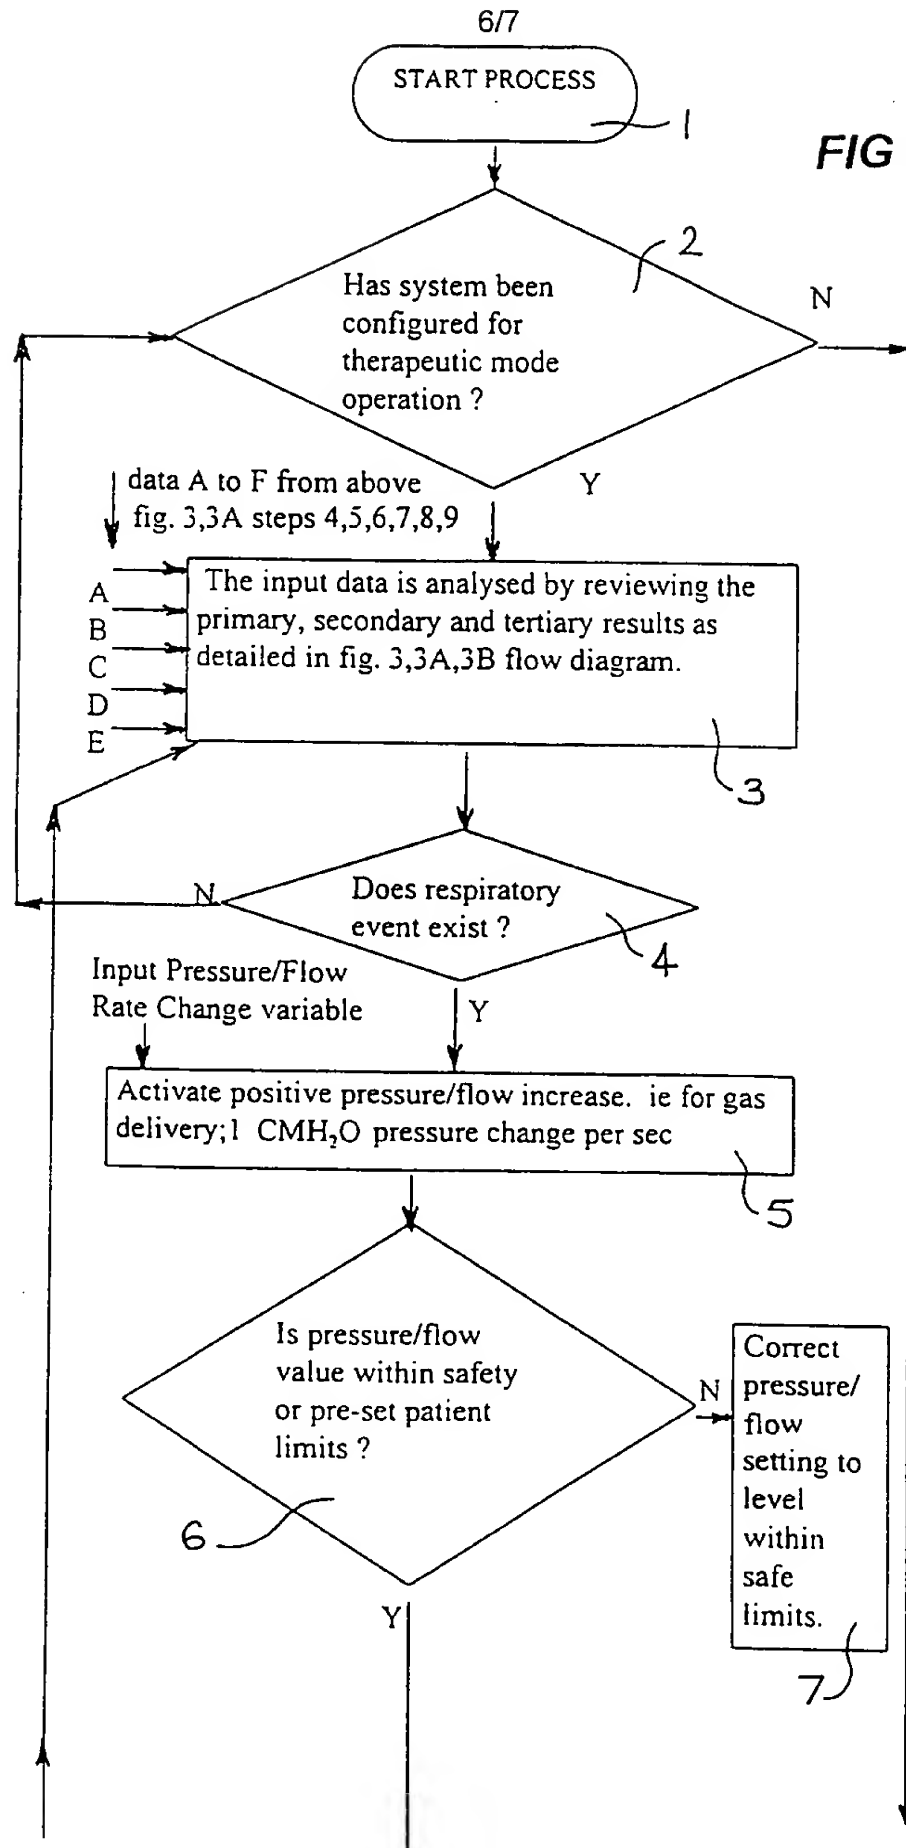 6/7
START PROCESS
1
FIG
2
Has system been
configured for
therapeutic mode
operation ?
N
Y
data A to F from above
fig. 3,3A steps 4,5,6,7,8,9
A
B
C
D
E
The input data is analysed by reviewing the
primary, secondary and tertiary results as
detailed in fig. 3,3A,3B flow diagram.
3
N
Does respiratory
event exist ?
4
Input Pressure/Flow
Rate Change variable
Y
Activate positive pressure/flow increase. ie for gas
delivery;1 CMH₂O pressure change per sec
5
Is pressure/flow
value within safety
or pre-set patient
limits ?
N
6
Y
Correct
pressure/
flow
setting to
level
within
safe
limits.
7